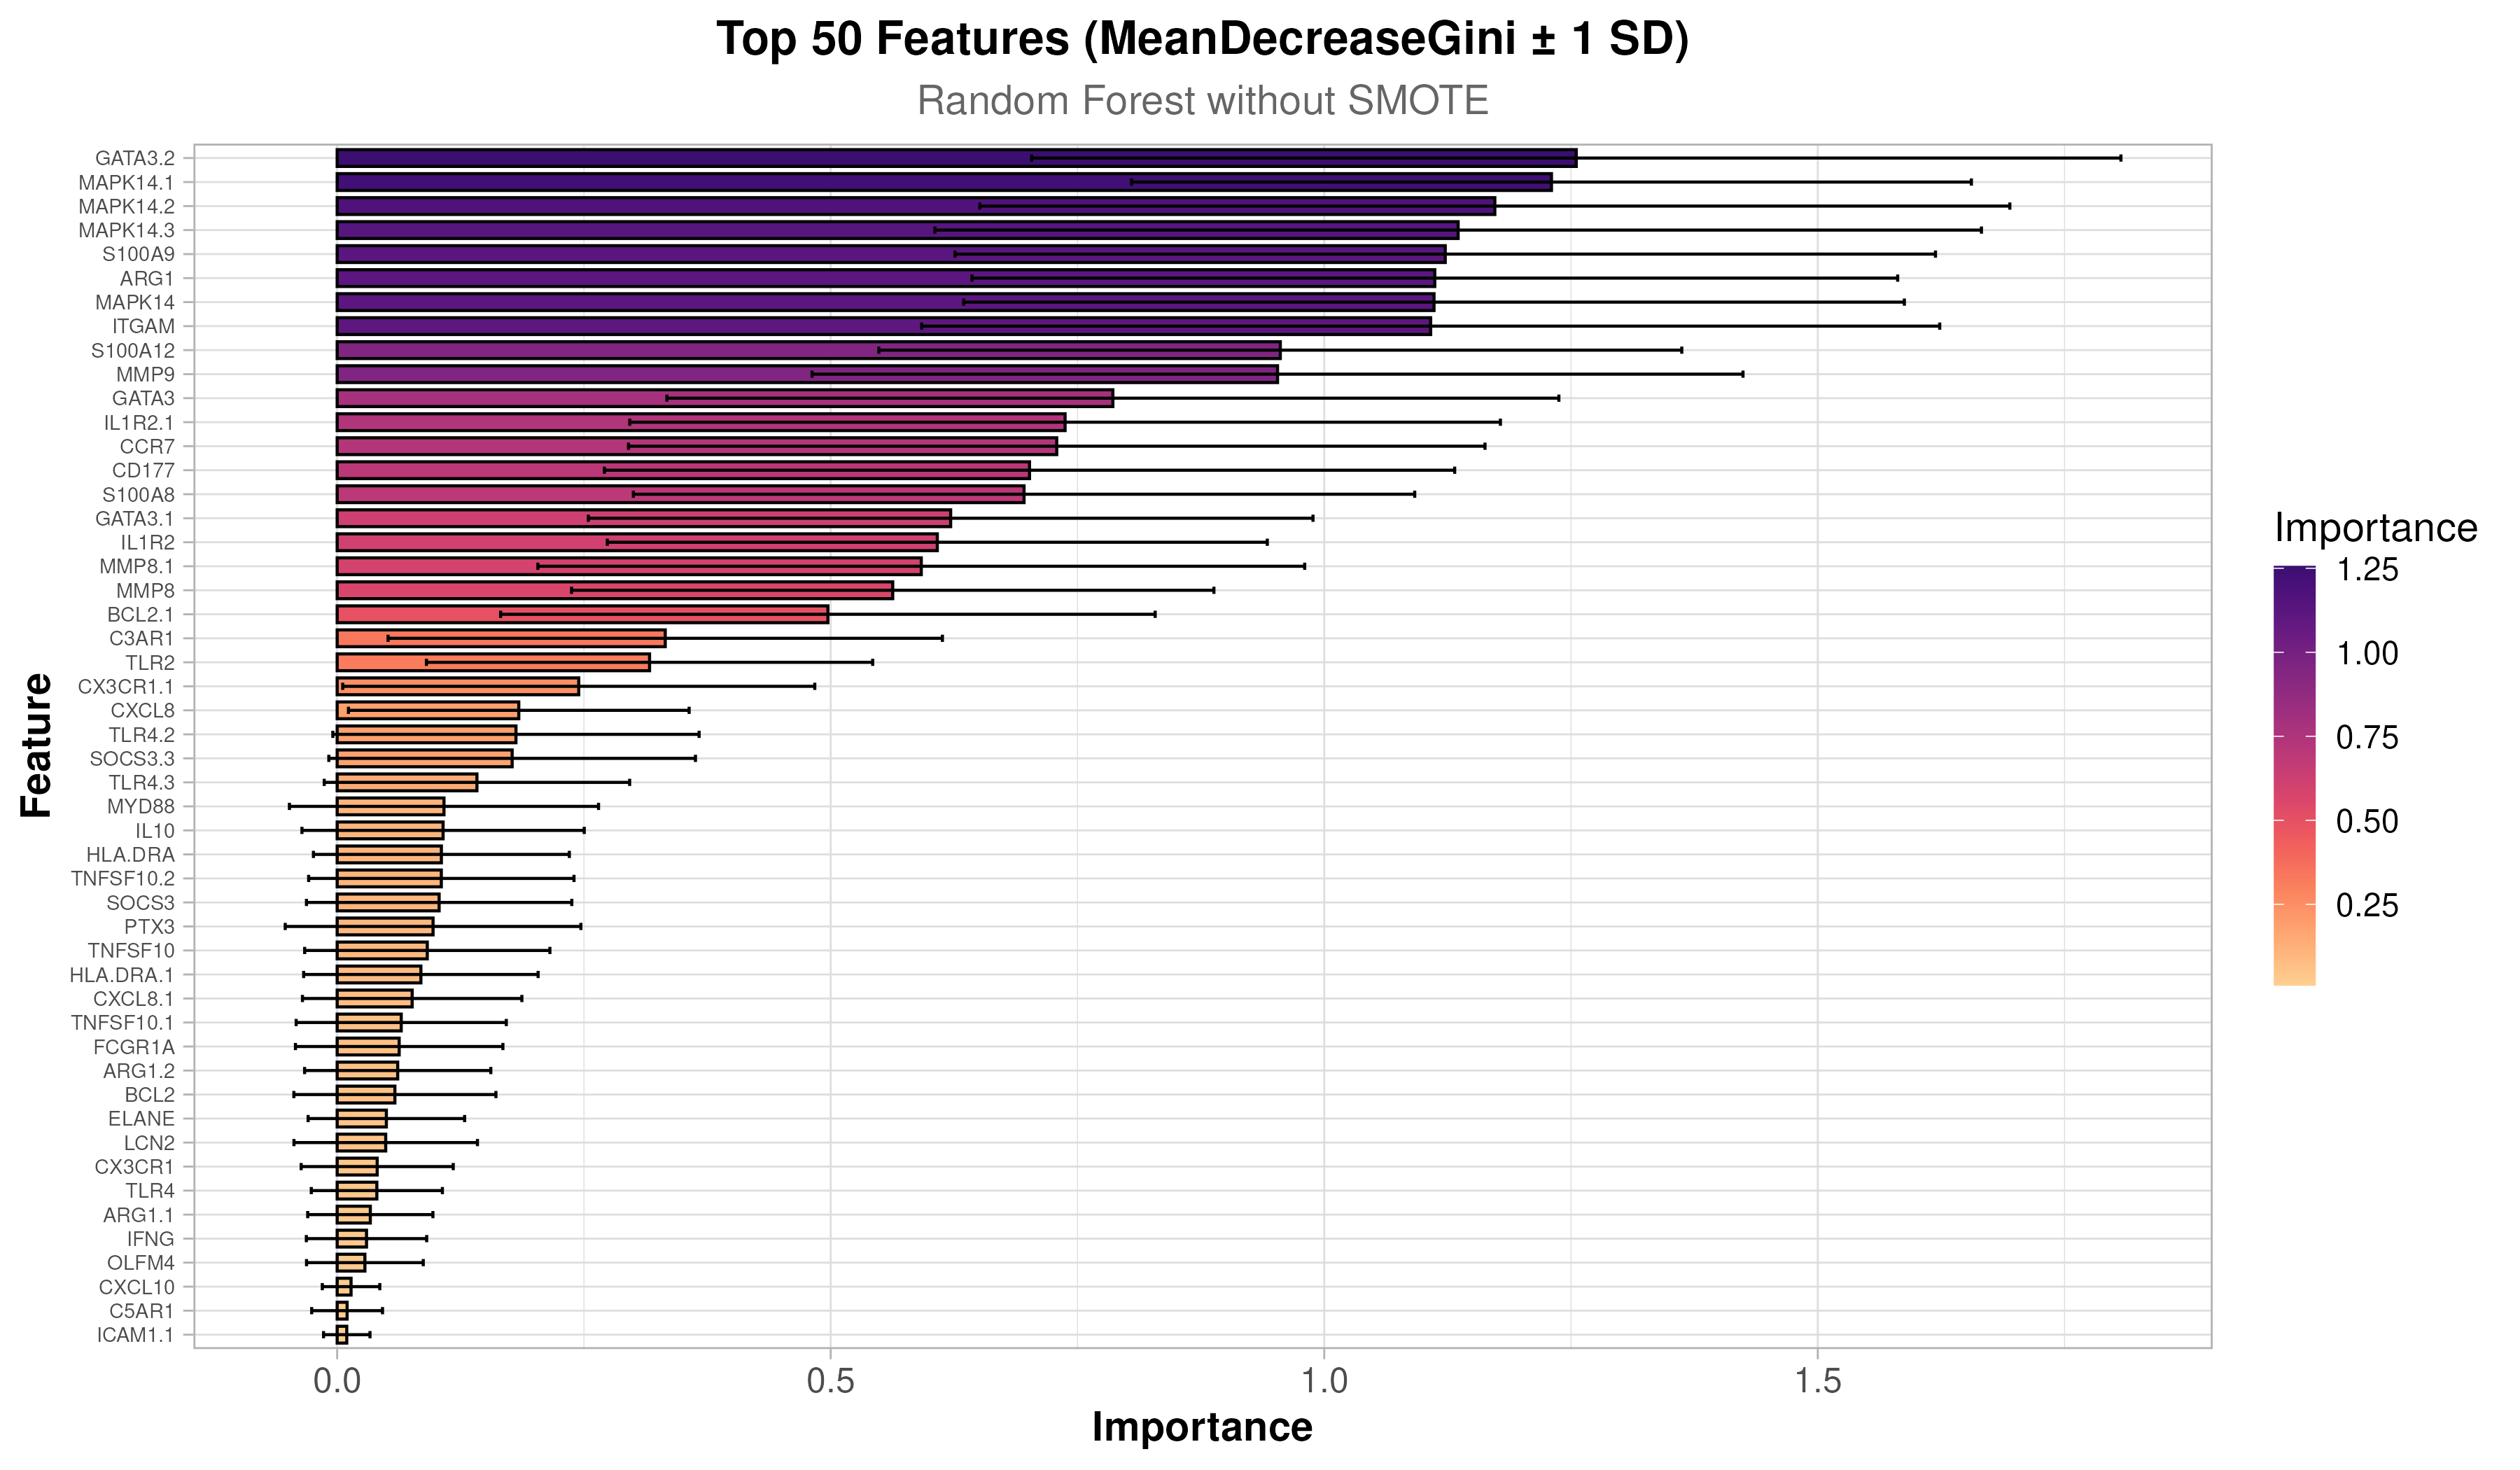 Top 50 Features (MeanDecreaseGini ± 1 SD)
Random Forest without SMOTE
Feature
GATA3.2
MAPK14.1
MAPK14.2
MAPK14.3
S100A9
ARG1
MAPK14
ITGAM
S100A12
MMP9
GATA3
IL1R2.1
CCR7
CD177
S100A8
GATA3.1
IL1R2
MMP8.1
MMP8
BCL2.1
C3AR1
TLR2
CX3CR1.1
CXCL8
TLR4.2
SOCS3.3
TLR4.3
MYD88
IL10
HLA.DRA
TNFSF10.2
SOCS3
PTX3
TNFSF10
HLA.DRA.1
CXCL8.1
TNFSF10.1
FCGR1A
ARG1.2
BCL2
ELANE
LCN2
CX3CR1
TLR4
ARG1.1
IFNG
OLFM4
CXCL10
C5AR1
ICAM1.1
0.0 0.5 1.0 1.5
Importance
Importance
1.25
1.00
0.75
0.50
0.25